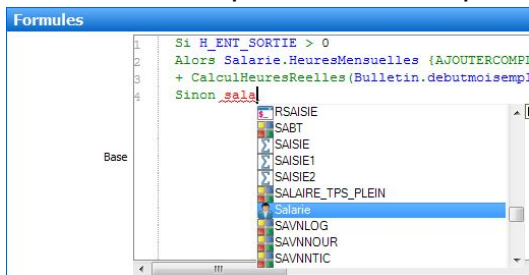 Formules
1 Si H_ENT_SORTIE > 0
2 Alors Salarie.HeuresMensuelles {AJOUTERCOMPL
3 + CalculHeuresReelles(Bulletin.debutmoisempl
4 Sinon sala
RSAISIE
SABT
SAISIE
SAISIE1
Base
SAISIE2
SALAIRE_TPS_PLEIN
Salarie
SAVNLOG
SAVNNOUR
SAVNNTIC